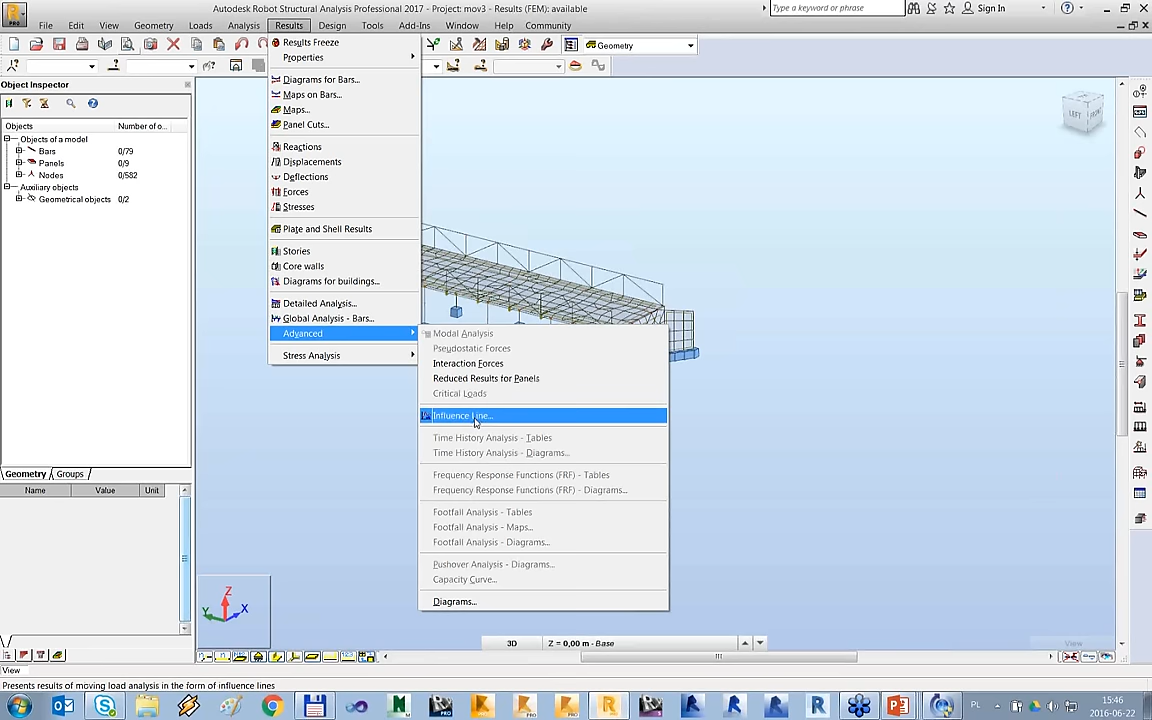 Autodesk Robot Structural Analysis Professional 2017 - Project: mov3 - Results (FEM): available
Type a keyword or phrase
Sign In
PRO
File Edit View Geometry Loads Analysis Results Design Tools Add-Ins Window Help Community
Geometry
Object Inspector
Objects Number of o...
Objects of a model
Bars 0/79
Panels 0/9
Nodes 0/582
Auxiliary objects
Geometrical objects 0/2
Geometry Groups
Name Value Unit
Results Freeze
Properties
Diagrams for Bars...
Maps on Bars...
Maps...
Panel Cuts...
Reactions
Displacements
Deflections
Forces
Stresses
Plate and Shell Results
Stories
Core walls
Diagrams for buildings...
Detailed Analysis...
Global Analysis - Bars...
Advanced
Stress Analysis
Modal Analysis
Pseudostatic Forces
Interaction Forces
Reduced Results for Panels
Critical Loads
Influence Line...
Time History Analysis - Tables
Time History Analysis - Diagrams...
Frequency Response Functions (FRF) - Tables
Frequency Response Functions (FRF) - Diagrams...
Footfall Analysis - Tables
Footfall Analysis - Maps...
Footfall Analysis - Diagrams...
Pushover Analysis - Diagrams...
Capacity Curve...
Diagrams...
LEFT FRONT
Z
Y X
3D Z = 0,00 m - Base
View
View
Presents results of moving load analysis in the form of influence lines
PL
15:46
2016-06-22